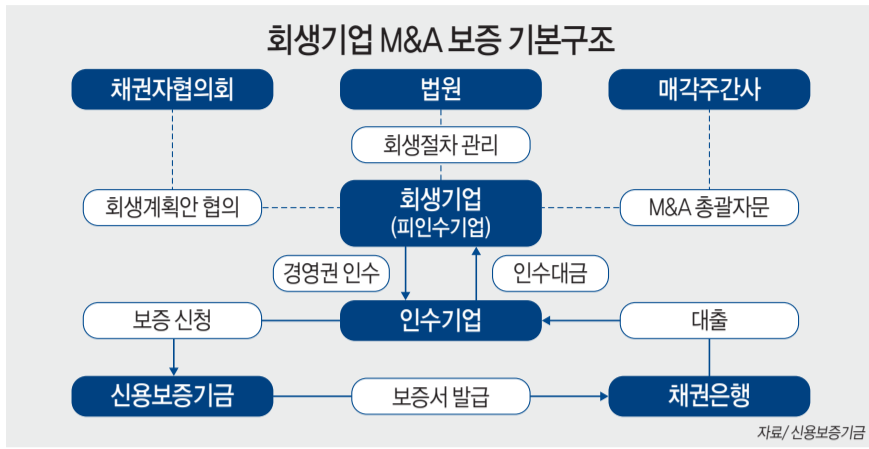 회생기업 M&A 보증 기본구조
채권자협의회
법원
매각주간사
회생절차 관리
회생계획안 협의
회생기업
(피인수기업)
M&A 총괄자문
경영권 인수
인수대금
보증 신청
인수기업
대출
신용보증기금
보증서 발급
채권은행
자료/ 신용보증기금